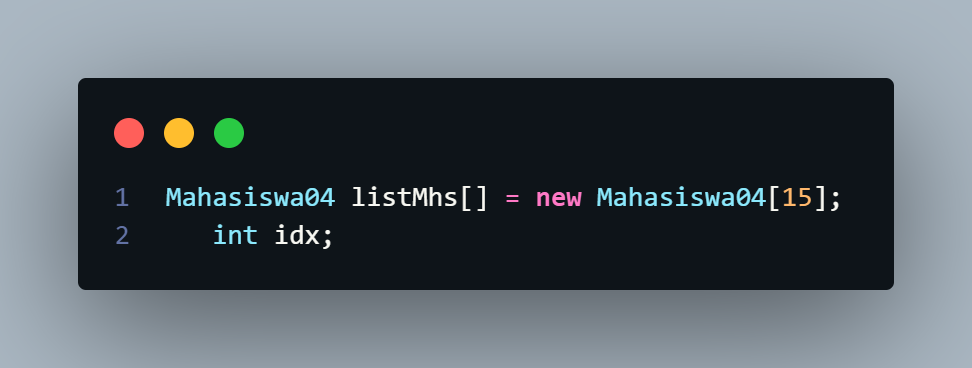 1 Mahasiswa04 listMhs[] = new Mahasiswa04[15];
2    int idx;